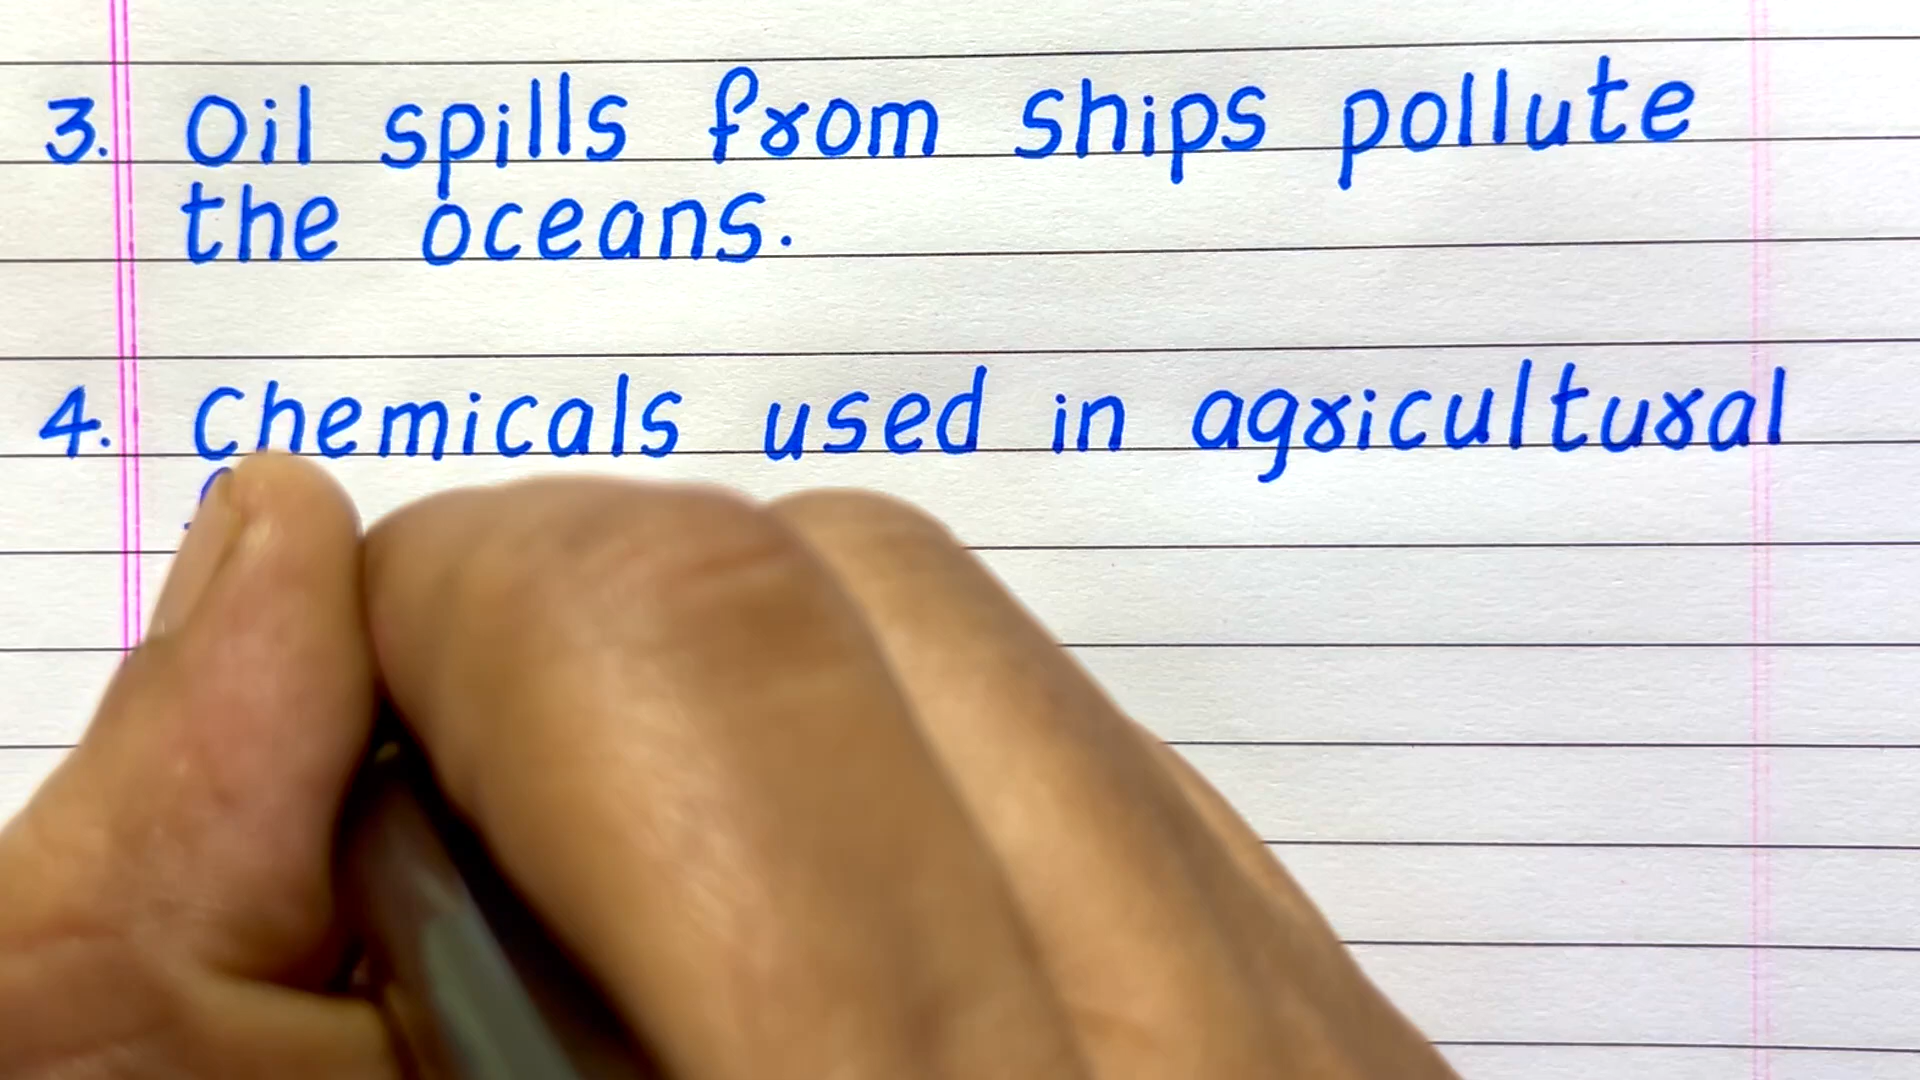 3. Oil spills from ships pollute
the oceans.
4. Chemicals used in agricultural